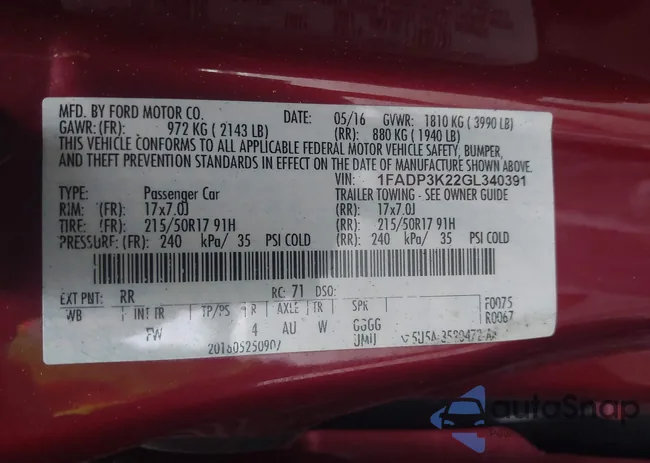 MFD. BY FORD MOTOR CO. DATE: 05/16 GVWR: 1810 KG ( 3990 LB)
GAWR: (FR): 972 KG ( 2143 LB) (RR): 880 KG ( 1940 LB)
THIS VEHICLE CONFORMS TO ALL APPLICABLE FEDERAL MOTOR VEHICLE SAFETY, BUMPER,
AND THEFT PREVENTION STANDARDS IN EFFECT ON THE DATE OF MANUFACTURE SHOWN ABOVE.
VIN: 1FADP3K22GL340391
TYPE: Passenger Car TRAILER TOWING - SEE OWNER GUIDE
RIM: (FR): 17x7.0J (RR): 17x7.0J
TIRE: (FR): 215/50R17 91H (RR): 215/50R17 91H
PRESSURE: (FR): 240 kPa/ 35 PSI COLD (RR): 240 kPa/ 35 PSI COLD
EXT PNT: RR RC: 71 DSO:
WB INT TR TP/PS R AXLE TR SPR F0075
FW 4 AU W GGGG R0067
201605250907 UMIJ
autoSnap